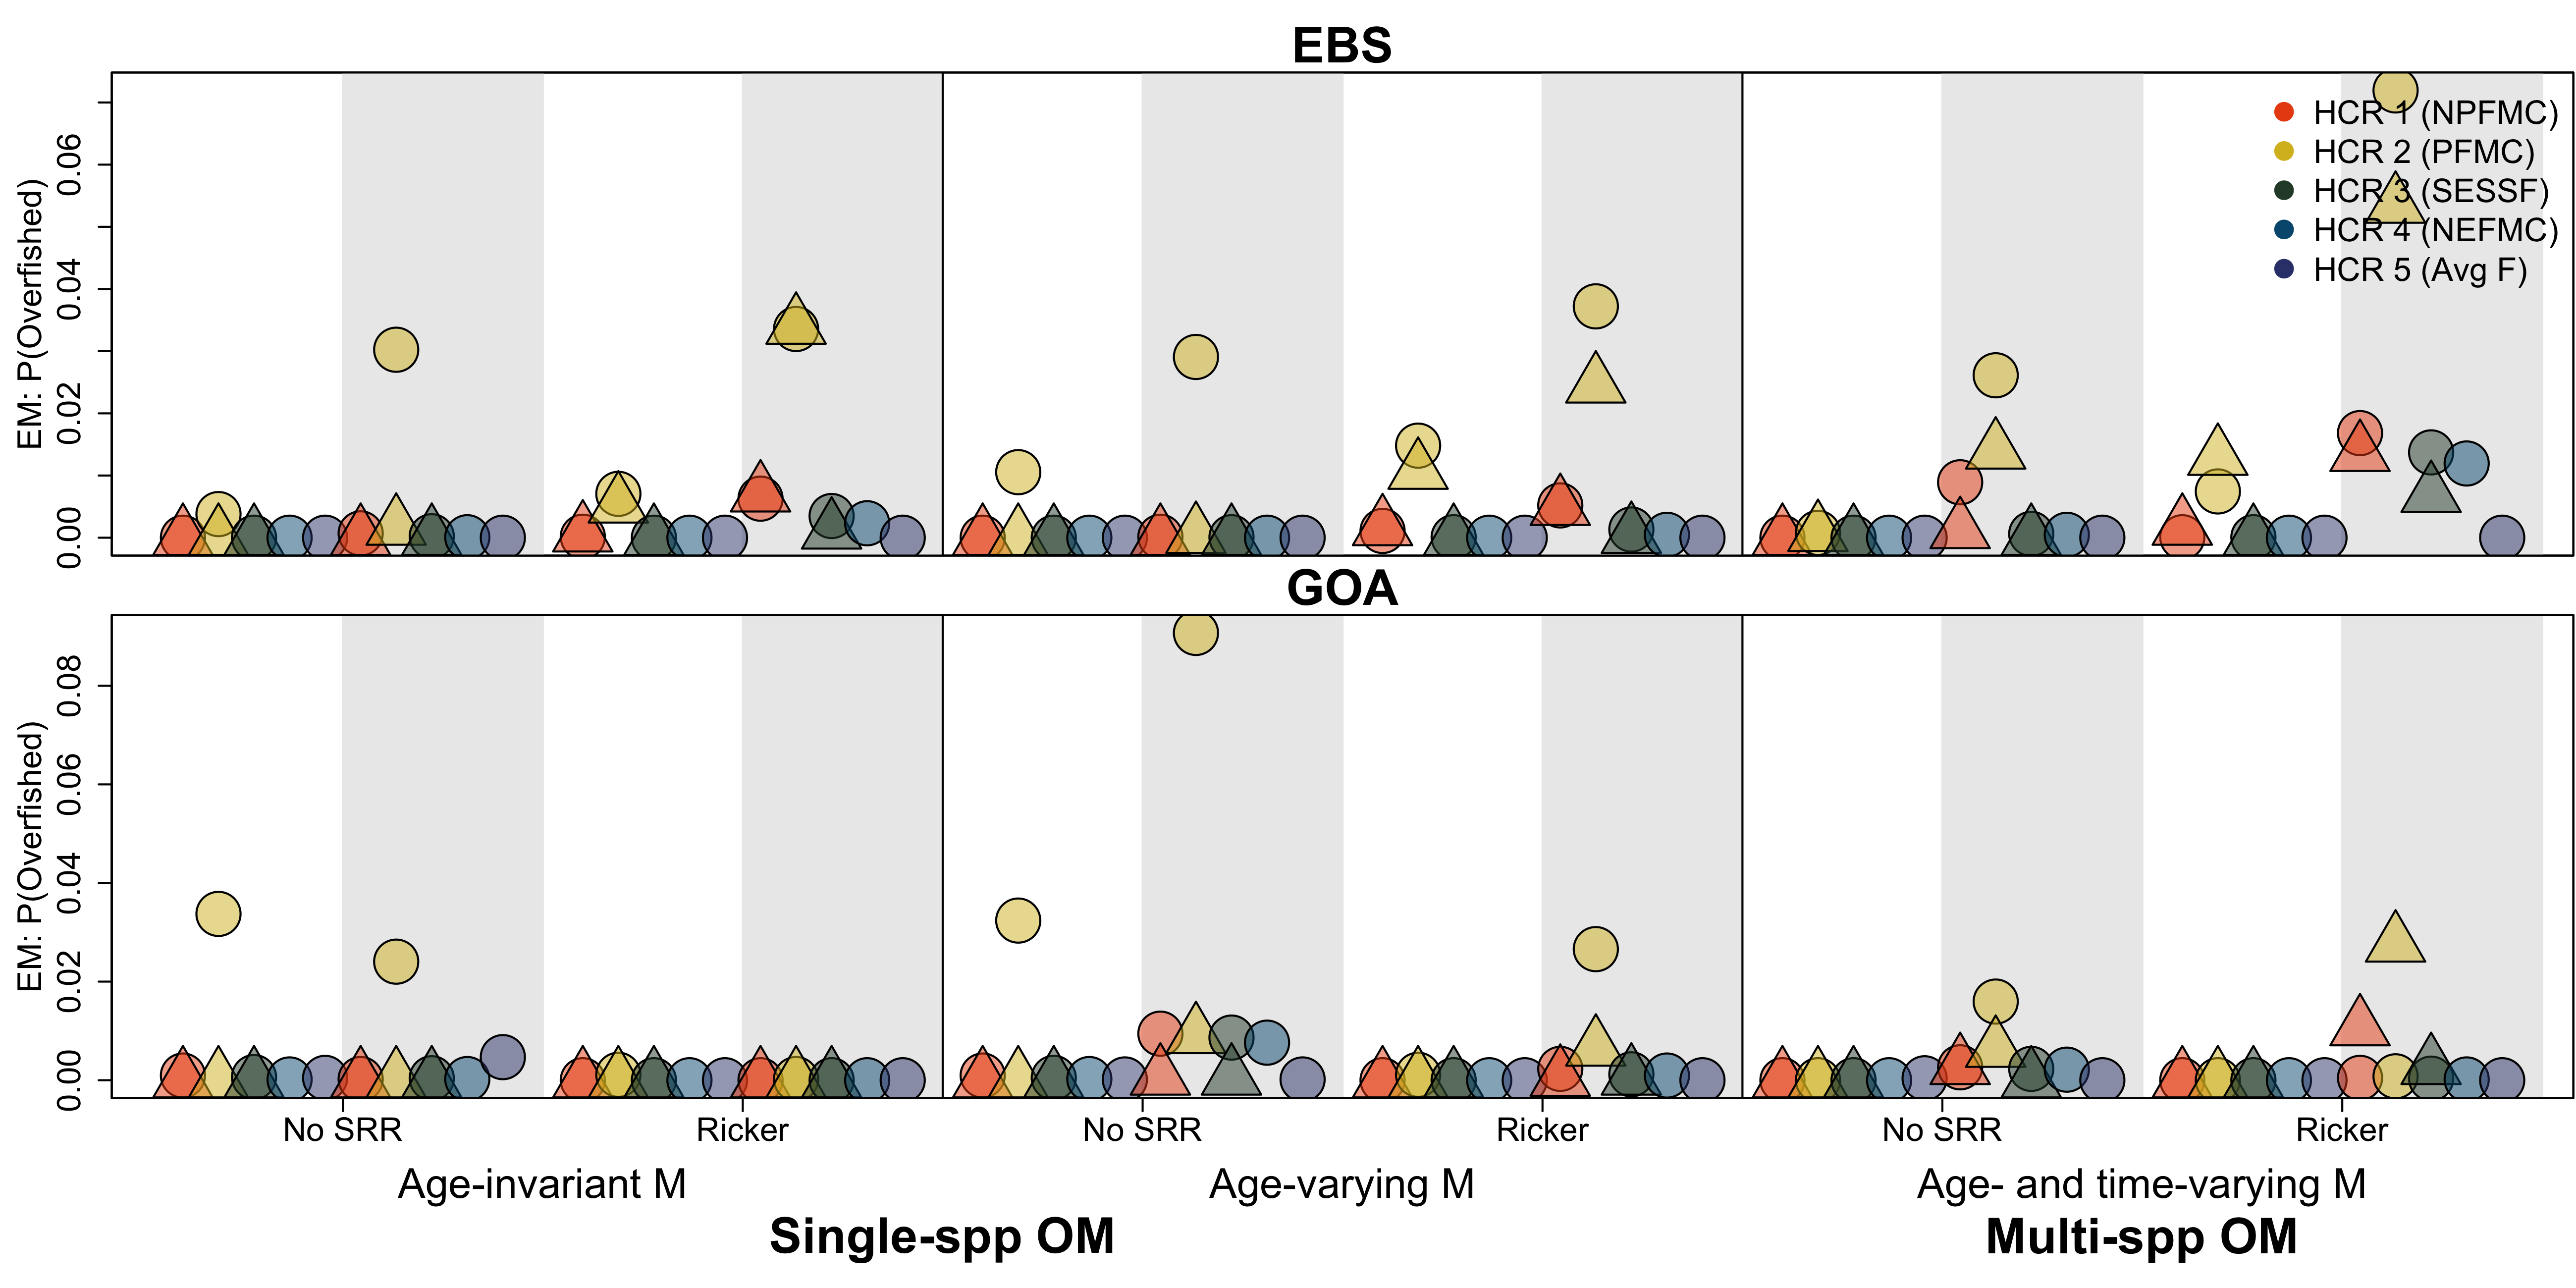 EBS
EM: P(Overfished)
0.06
0.04
0.02
0.00
HCR 1 (NPFMC)
HCR 2 (PFMC)
HCR 3 (SESSF)
HCR 4 (NEFMC)
HCR 5 (Avg F)
GOA
EM: P(Overfished)
0.08
0.06
0.04
0.02
0.00
No SRR Ricker No SRR Ricker No SRR Ricker
Age-invariant M Age-varying M Age- and time-varying M
Single-spp OM Multi-spp OM